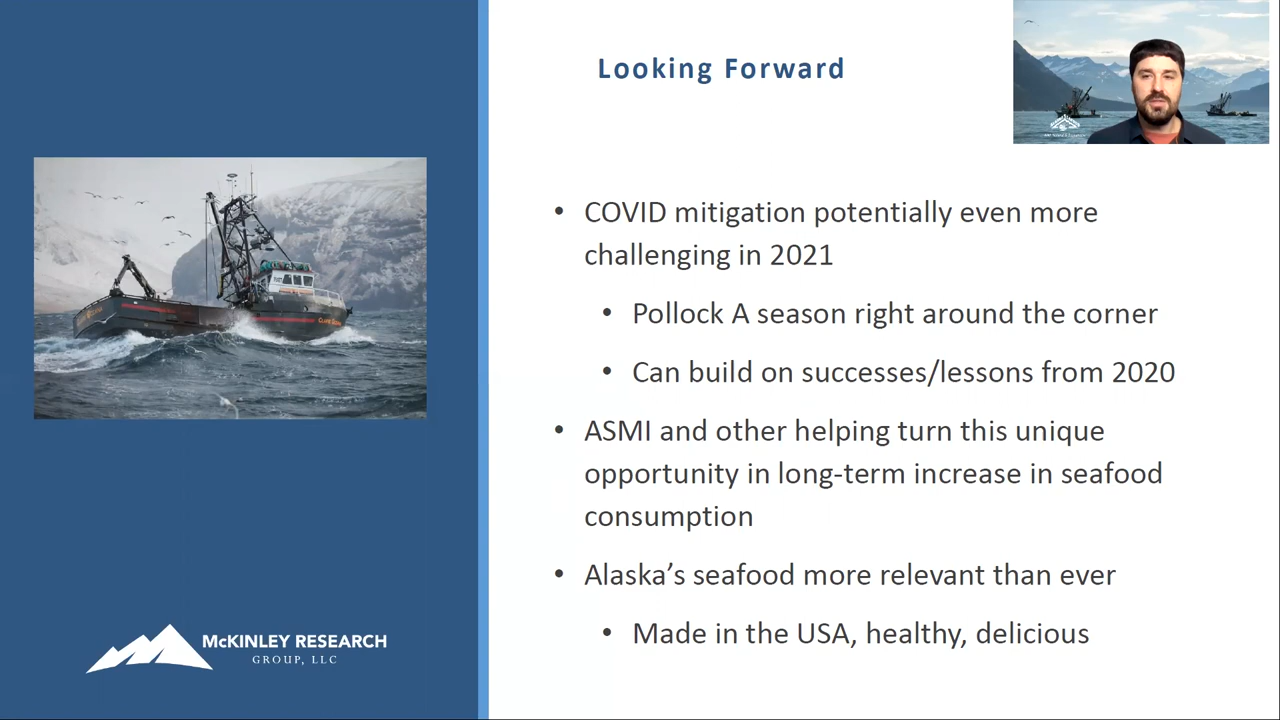 Looking Forward
• COVID mitigation potentially even more
challenging in 2021
• Pollock A season right around the corner
• Can build on successes/lessons from 2020
• ASMI and other helping turn this unique
opportunity in long-term increase in seafood
consumption
• Alaska’s seafood more relevant than ever
• Made in the USA, healthy, delicious
McKINLEY RESEARCH
GROUP, LLC